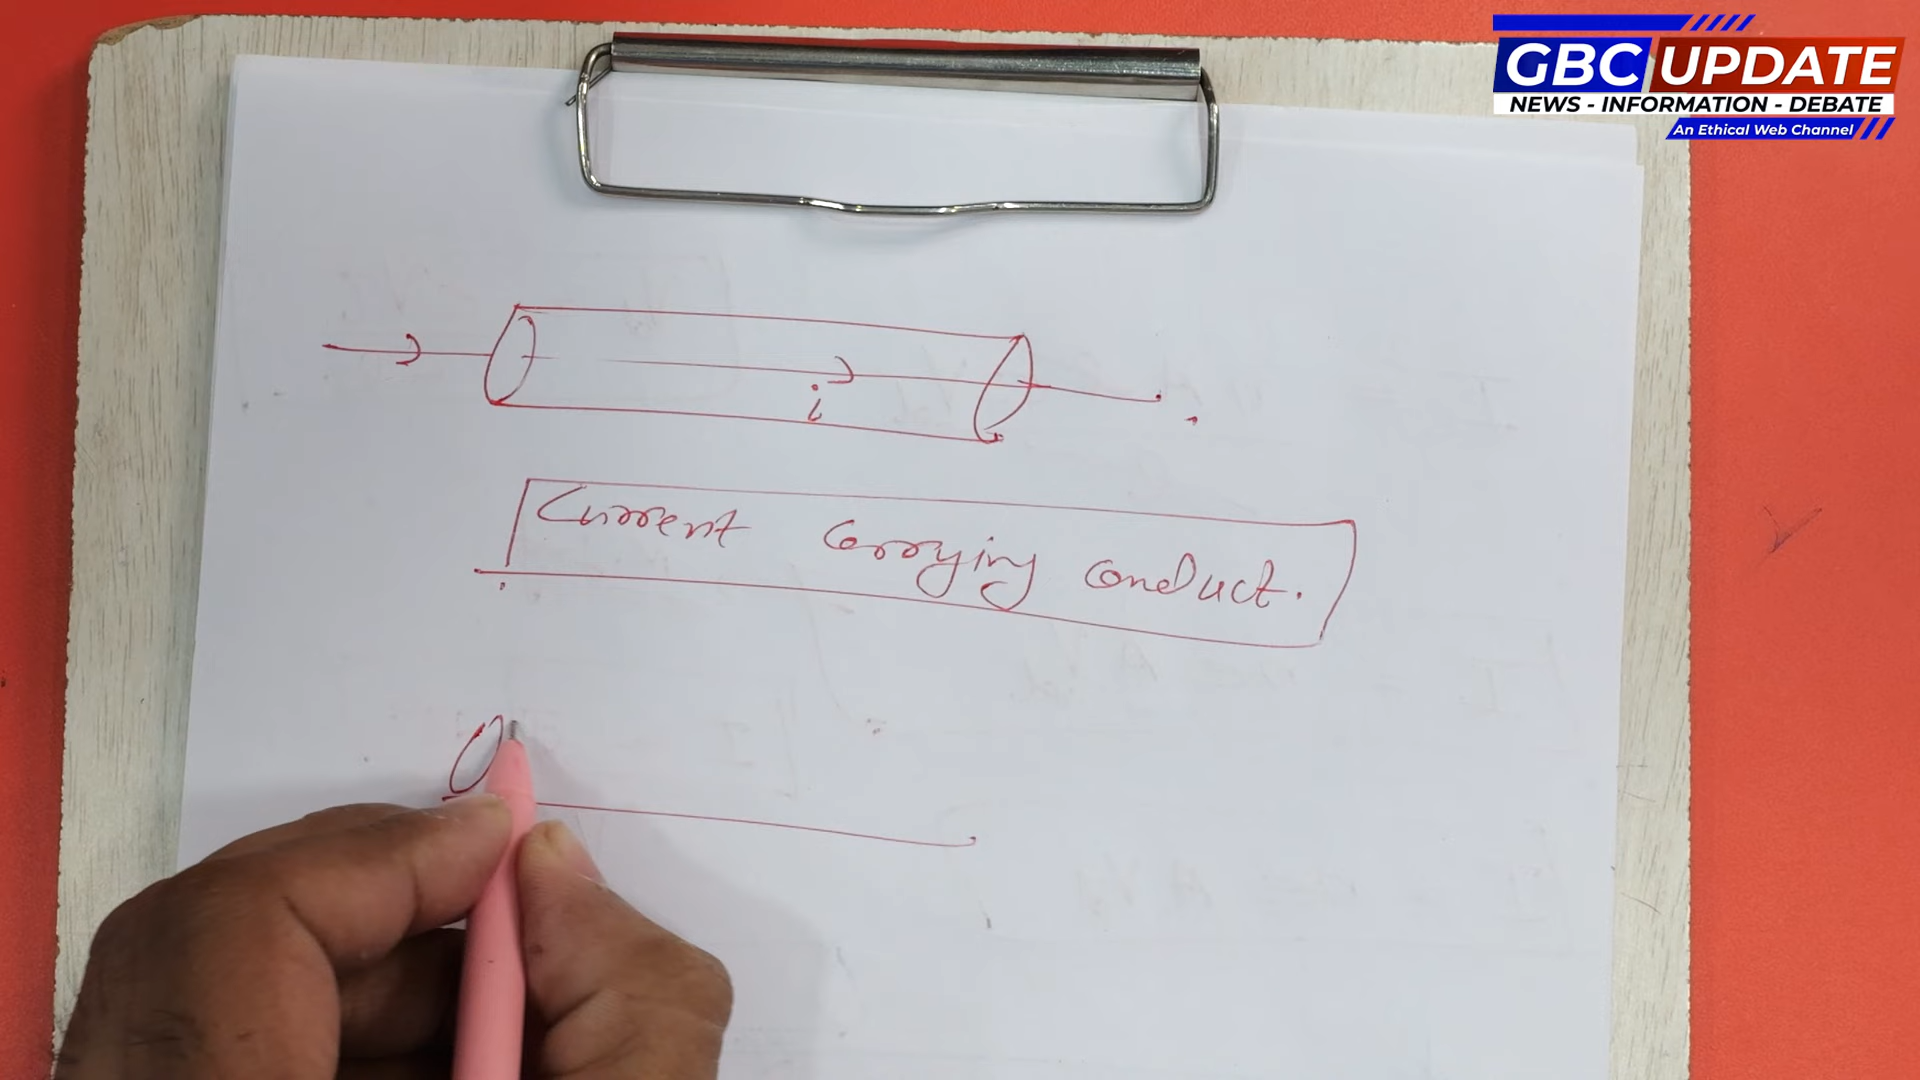 GBC UPDATE
NEWS - INFORMATION - DEBATE
An Ethical Web Channel
i
Current Carrying Conduct.